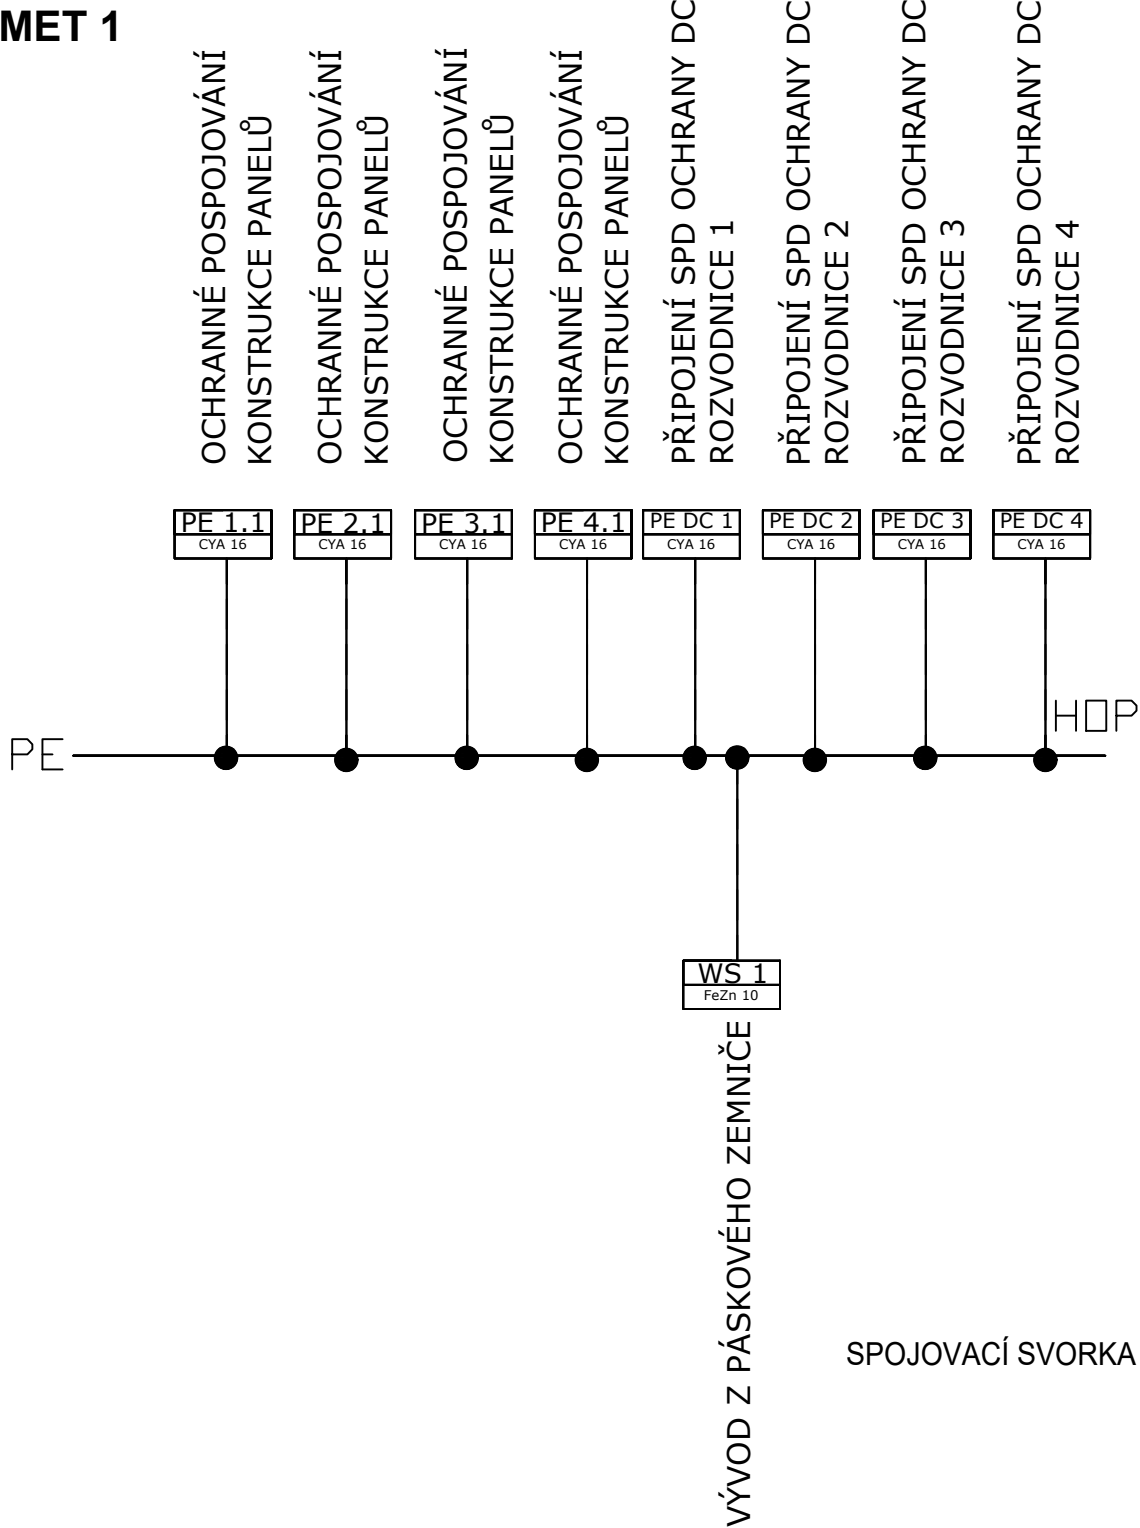 MET 1
OCHRANNÉ POSPOJOVÁNÍ
KONSTRUKCE PANELŮ
OCHRANNÉ POSPOJOVÁNÍ
KONSTRUKCE PANELŮ
OCHRANNÉ POSPOJOVÁNÍ
KONSTRUKCE PANELŮ
OCHRANNÉ POSPOJOVÁNÍ
KONSTRUKCE PANELŮ
PŘIPOJENÍ SPD OCHRANY DC
ROZVODNICE 1
PŘIPOJENÍ SPD OCHRANY DC
ROZVODNICE 2
PŘIPOJENÍ SPD OCHRANY DC
ROZVODNICE 3
PŘIPOJENÍ SPD OCHRANY DC
ROZVODNICE 4
PE 1.1
CYA 16
PE 2.1
CYA 16
PE 3.1
CYA 16
PE 4.1
CYA 16
PE DC 1
CYA 16
PE DC 2
CYA 16
PE DC 3
CYA 16
PE DC 4
CYA 16
HOP
PE
WS 1
FeZn 10
VÝVOD Z PÁSKOVÉHO ZEMNIČE
SPOJOVACÍ SVORKA